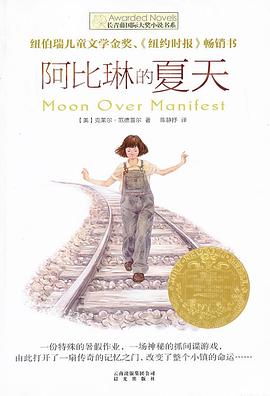 Awarded Novels
长青藤国际大奖小说书系
纽伯瑞儿童文学金奖、《纽约时报》畅销书
阿比琳的夏天
Moon Over Manifest
【美】克莱尔·范德普尔 著 陈静抒 译
一份特殊的暑假作业,一场神秘的抓间谍游戏,
由此打开了一扇传奇的记忆之门,改变了整个小镇的命运……
云南出版集团公司
晨光出版社